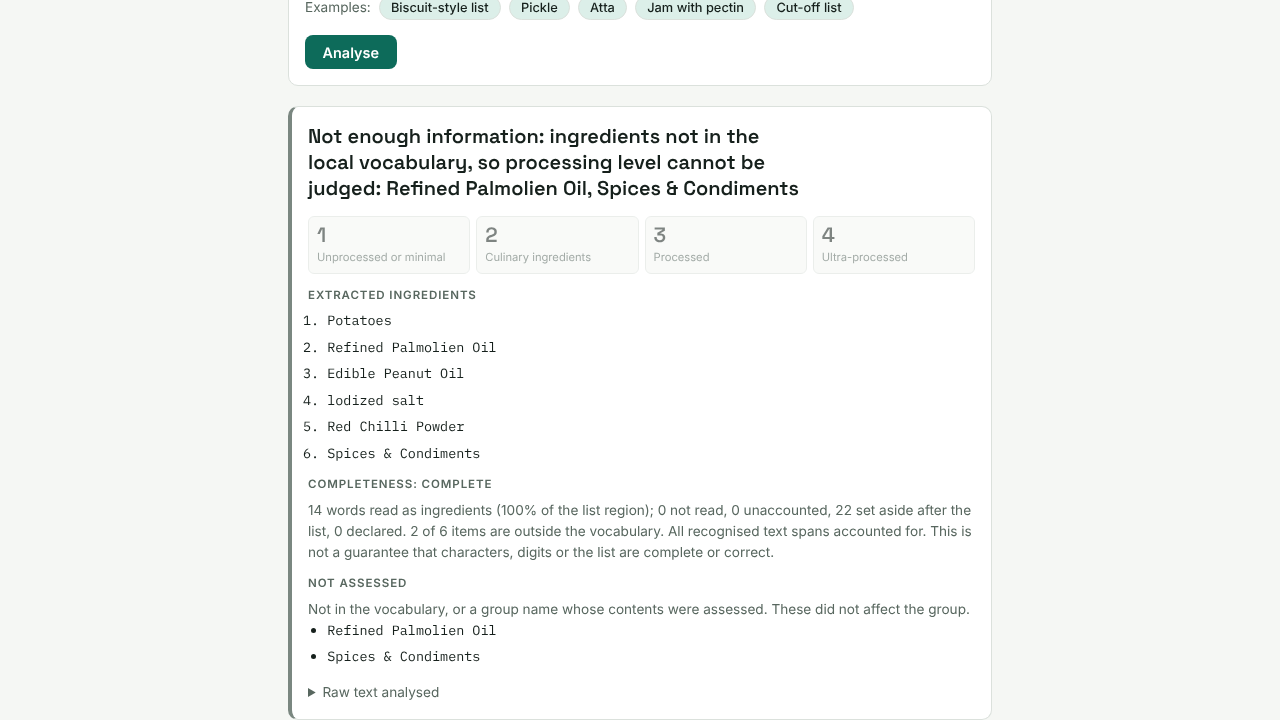 Examples: Biscuit-style list Pickle Atta Jam with pectin Cut-off list
Analyse
Not enough information: ingredients not in the
local vocabulary, so processing level cannot be
judged: Refined Palmolien Oil, Spices & Condiments
1 2 3 4
Unprocessed or minimal Culinary ingredients Processed Ultra-processed
EXTRACTED INGREDIENTS
1. Potatoes
2. Refined Palmolien Oil
3. Edible Peanut Oil
4. lodized salt
5. Red Chilli Powder
6. Spices & Condiments
COMPLETENESS: COMPLETE
14 words read as ingredients (100% of the list region); 0 not read, 0 unaccounted, 22 set aside after the
list, 0 declared. 2 of 6 items are outside the vocabulary. All recognised text spans accounted for. This is
not a guarantee that characters, digits or the list are complete or correct.
NOT ASSESSED
Not in the vocabulary, or a group name whose contents were assessed. These did not affect the group.
• Refined Palmolien Oil
• Spices & Condiments
▶ Raw text analysed